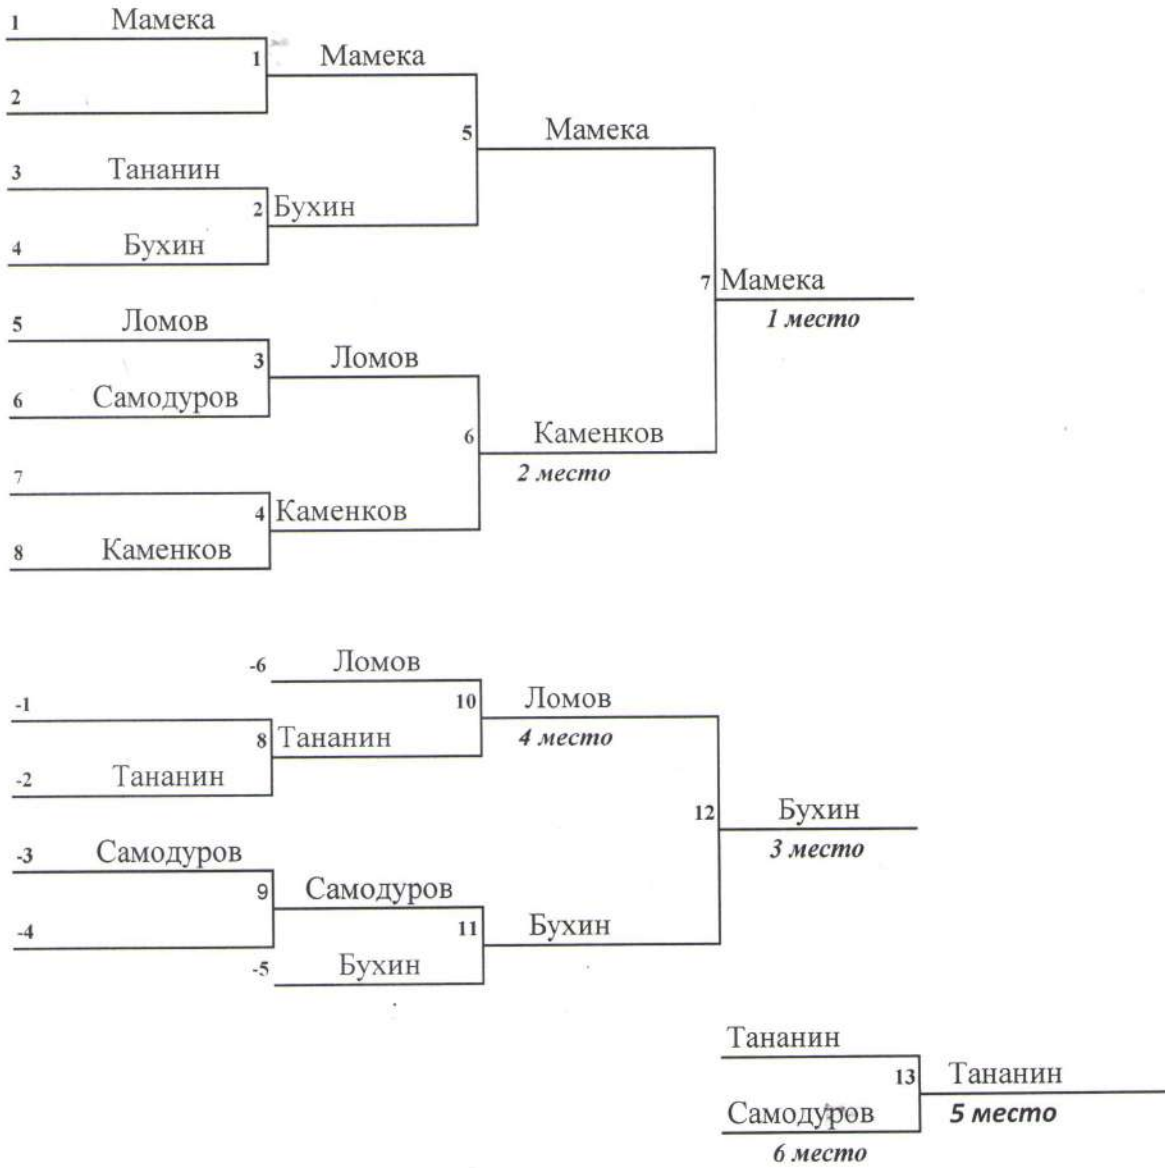 1 Мамека
1 Мамека
2
5 Мамека
3 Тананин
2 Бухин
4 Бухин
7 Мамека
1 место
5 Ломов
3 Ломов
6 Самодуров
6 Каменков
2 место
7
4 Каменков
8 Каменков
-6 Ломов
-1
10 Ломов
8 Тананин
4 место
-2 Тананин
12 Бухин
3 место
-3 Самодуров
9 Самодуров
11 Бухин
-4
-5 Бухин
Тананин
13 Тананин
Самодуров
5 место
6 место